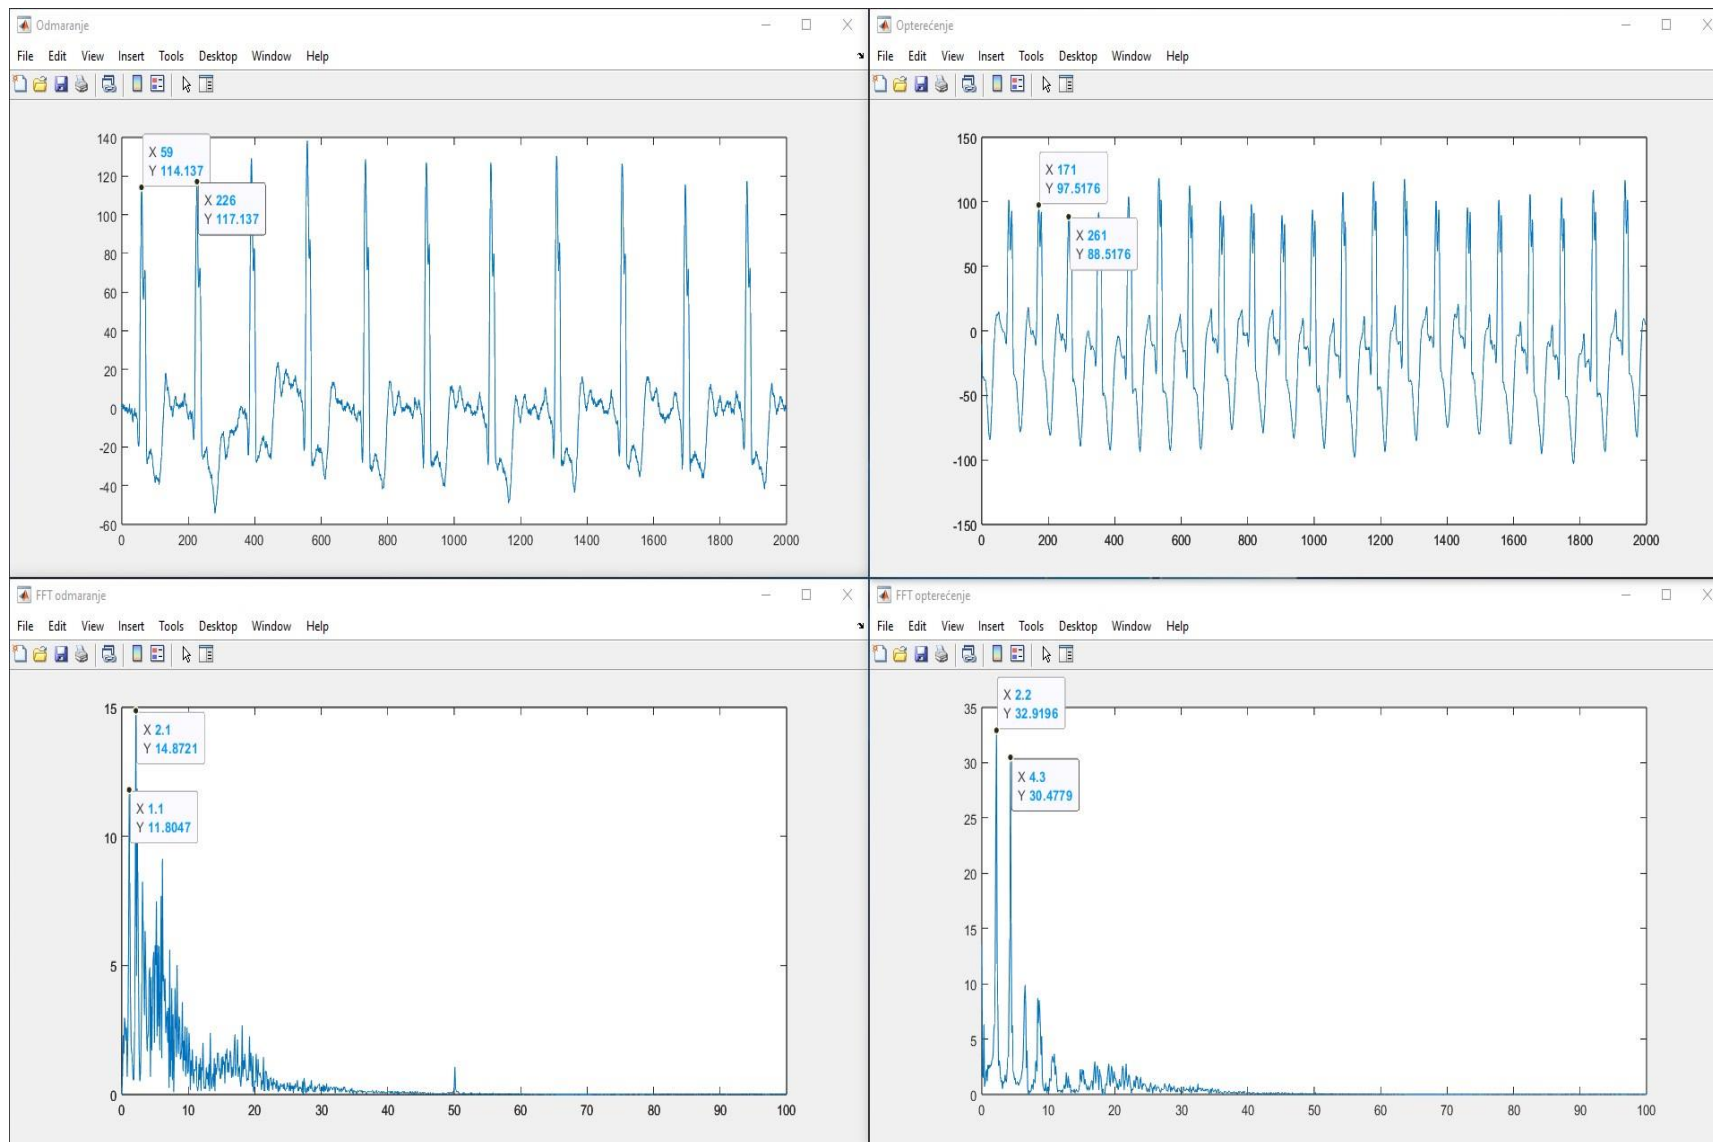 Odmaranje
File Edit View Insert Tools Desktop Window Help
X 59
Y 114.137
X 226
Y 117.137
140
120
100
80
60
40
20
0
-20
-40
-60
0 200 400 600 800 1000 1200 1400 1600 1800 2000
Opterećenje
File Edit View Insert Tools Desktop Window Help
X 171
Y 97.5176
X 261
Y 88.5176
150
100
50
0
-50
-100
-150
0 200 400 600 800 1000 1200 1400 1600 1800 2000
FFT odmaranje
File Edit View Insert Tools Desktop Window Help
X 2.1
Y 14.8721
X 1.1
Y 11.8047
15
10
5
0
0 10 20 30 40 50 60 70 80 90 100
FFT opterećenje
File Edit View Insert Tools Desktop Window Help
X 2.2
Y 32.9196
X 4.3
Y 30.4779
35
30
25
20
15
10
5
0
0 10 20 30 40 50 60 70 80 90 100